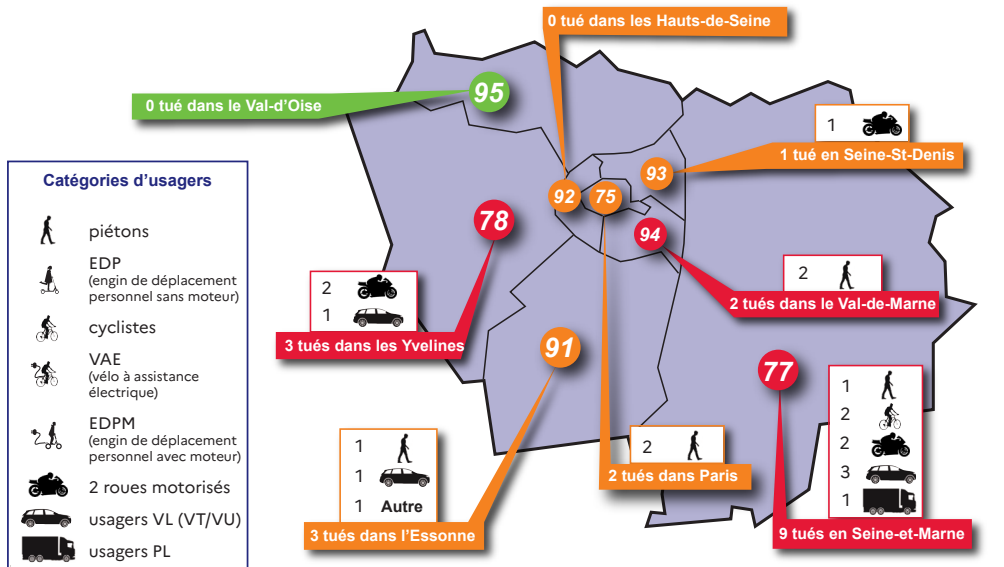 0 tué dans les Hauts-de-Seine
95
0 tué dans le Val-d'Oise
1
1 tué en Seine-St-Denis
93
92
75
78
94
2
2 tués dans le Val-de-Marne
2
1
3 tués dans les Yvelines
91
77
1
1
1 Autre
3 tués dans l'Essonne
2
2 tués dans Paris
1
2
2
3
1
9 tués en Seine-et-Marne
Catégories d'usagers
piétons
EDP
(engin de déplacement
personnel sans moteur)
cyclistes
VAE
(vélo à assistance
électrique)
EDPM
(engin de déplacement
personnel avec moteur)
2 roues motorisés
usagers VL (VT/VU)
usagers PL